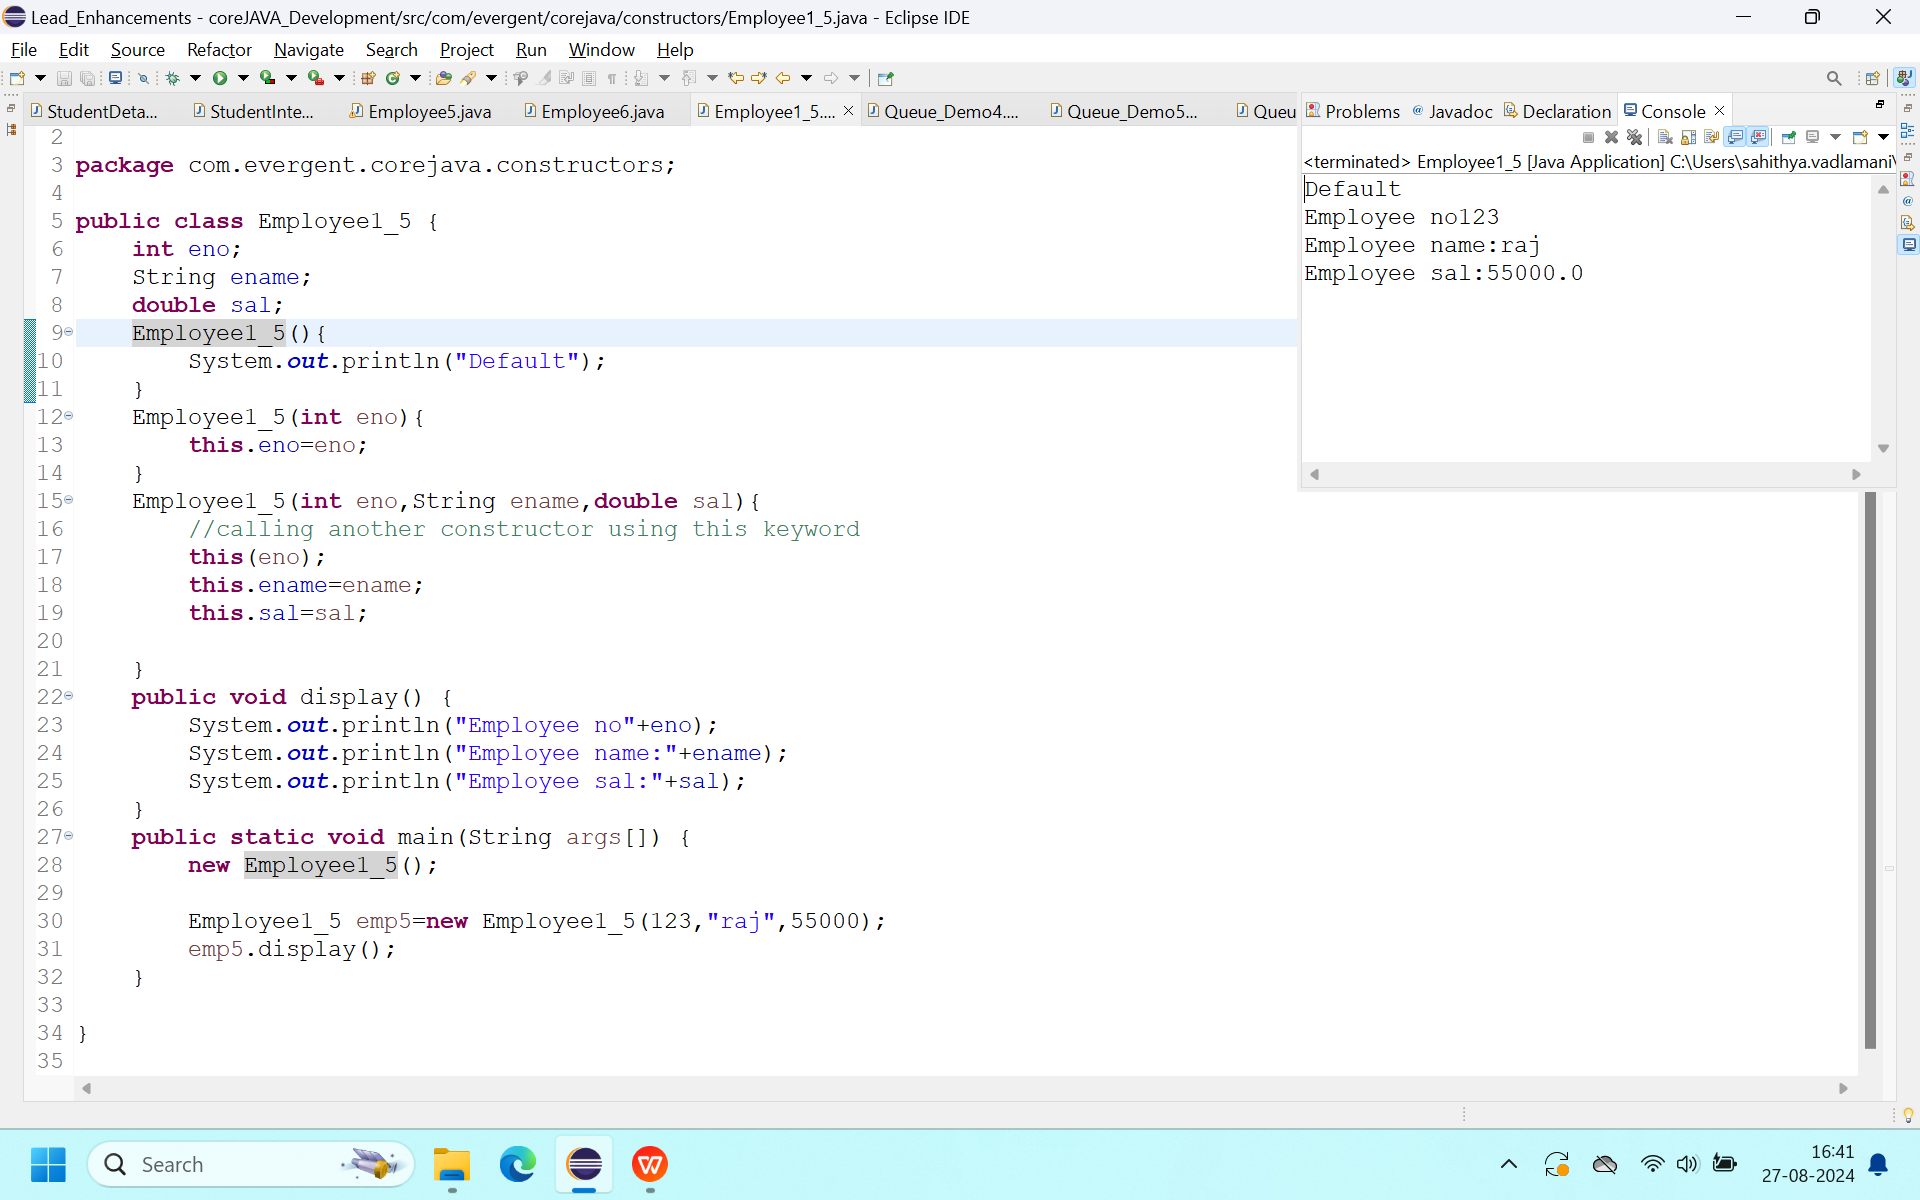 Lead_Enhancements - coreJAVA_Development/src/com/evergent/corejava/constructors/Employee1_5.java - Eclipse IDE
File Edit Source Refactor Navigate Search Project Run Window Help
StudentDeta... StudentInte... Employee5.java Employee6.java Employee1_5.... Queue_Demo4.... Queue_Demo5... Queu
2
3 package com.evergent.corejava.constructors;
4
5 public class Employee1_5 {
6     int eno;
7     String ename;
8     double sal;
9     Employee1_5(){
10         System.out.println("Default");
11     }
12     Employee1_5(int eno){
13         this.eno=eno;
14     }
15     Employee1_5(int eno,String ename,double sal){
16         //calling another constructor using this keyword
17         this(eno);
18         this.ename=ename;
19         this.sal=sal;
20
21     }
22     public void display() {
23         System.out.println("Employee no"+eno);
24         System.out.println("Employee name:"+ename);
25         System.out.println("Employee sal:"+sal);
26     }
27     public static void main(String args[]) {
28         new Employee1_5();
29
30         Employee1_5 emp5=new Employee1_5(123,"raj",55000);
31         emp5.display();
32     }
33
34 }
35
Problems @ Javadoc Declaration Console
<terminated> Employee1_5 [Java Application] C:\Users\sahithya.vadlamani\
Default
Employee no123
Employee name:raj
Employee sal:55000.0
Search
16:41
27-08-2024